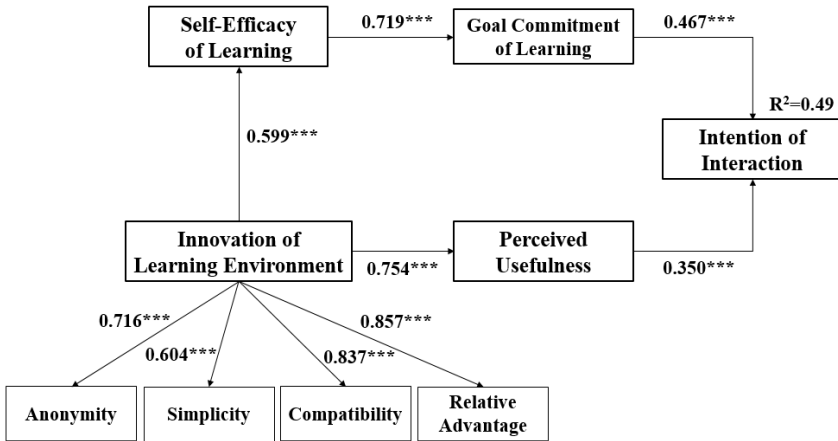 Self-Efficacy
of Learning
0.719***
Goal Commitment
of Learning
0.467***
R²=0.49
Intention of
Interaction
0.599***
Innovation of
Learning Environment
0.754***
Perceived
Usefulness
0.350***
0.716***
0.604***
0.837***
0.857***
Anonymity
Simplicity
Compatibility
Relative
Advantage